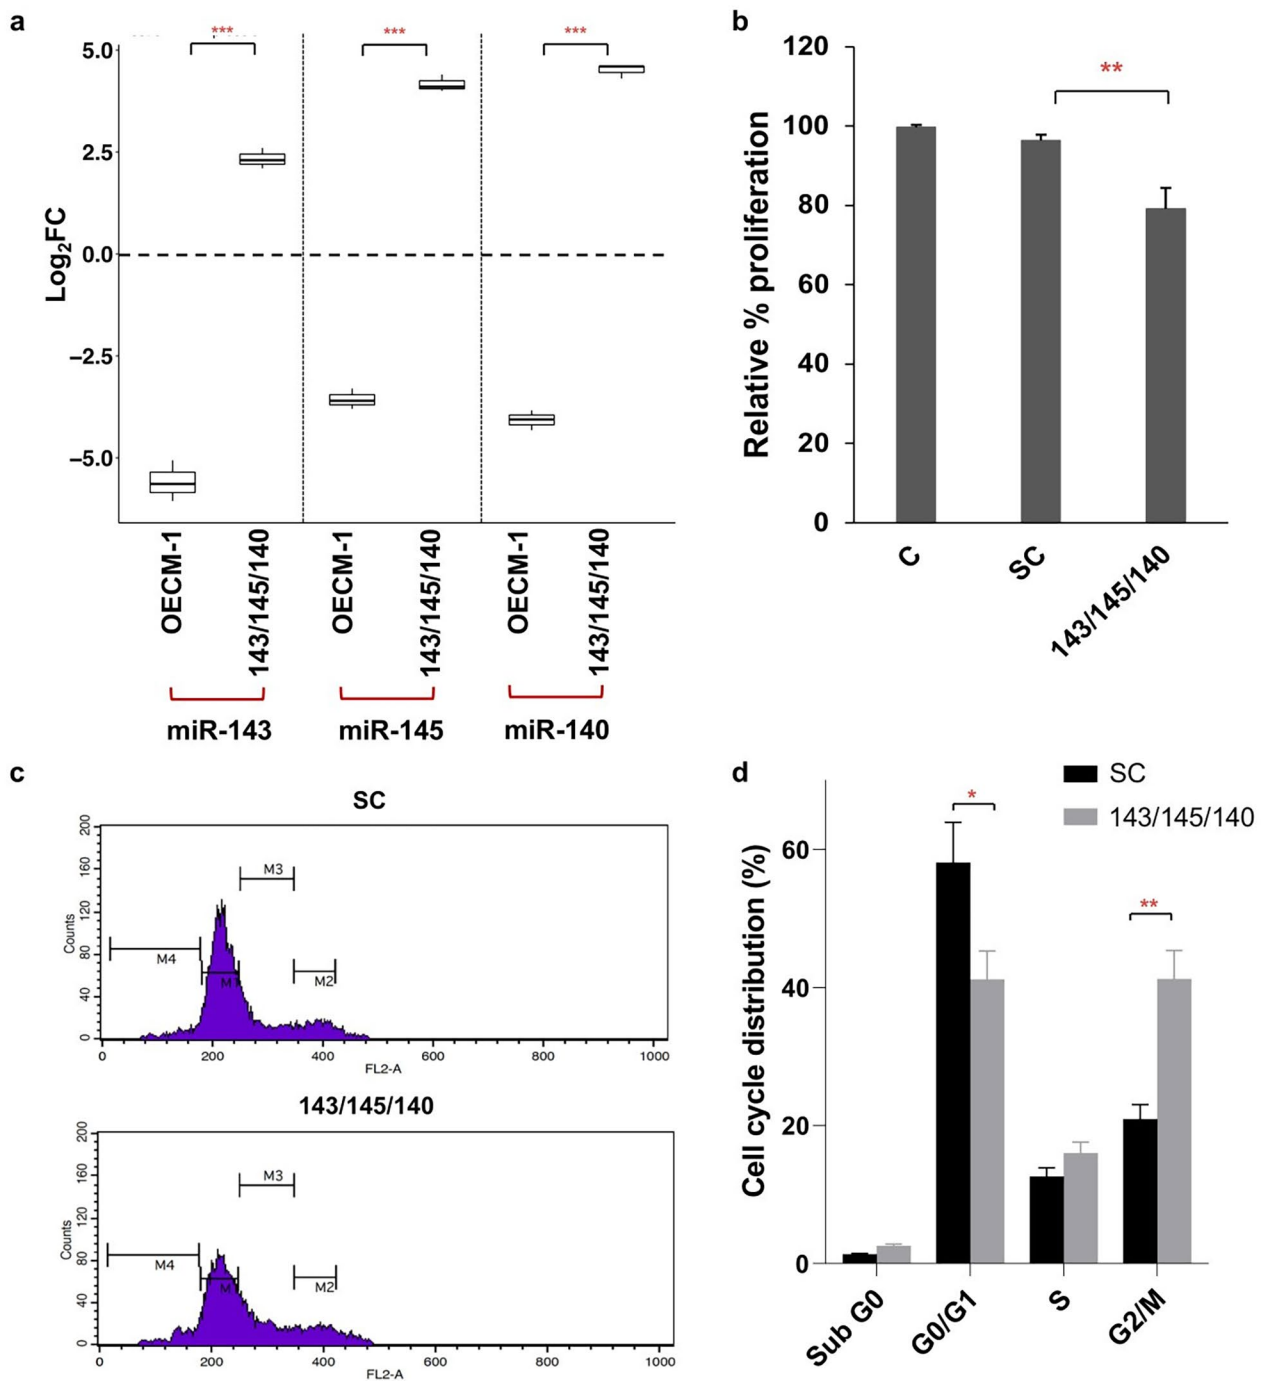 a
***
***
***
5.0
2.5
0.0
−2.5
−5.0
Log2FC
OECM-1
143/145/140
OECM-1
143/145/140
OECM-1
143/145/140
miR-143
miR-145
miR-140
b
**
120
100
80
60
40
20
0
Relative % proliferation
C
SC
143/145/140
c
SC
200
160
120
80
40
0
Counts
M3
M4
M
M2
0
200
400
600
800
1000
FL2-A
143/145/140
200
160
120
80
40
0
Counts
M3
M4
M
M2
0
200
400
600
800
1000
FL2-A
d
SC
143/145/140
*
**
60
40
20
0
Cell cycle distribution (%)
Sub G0
G0/G1
S
G2/M